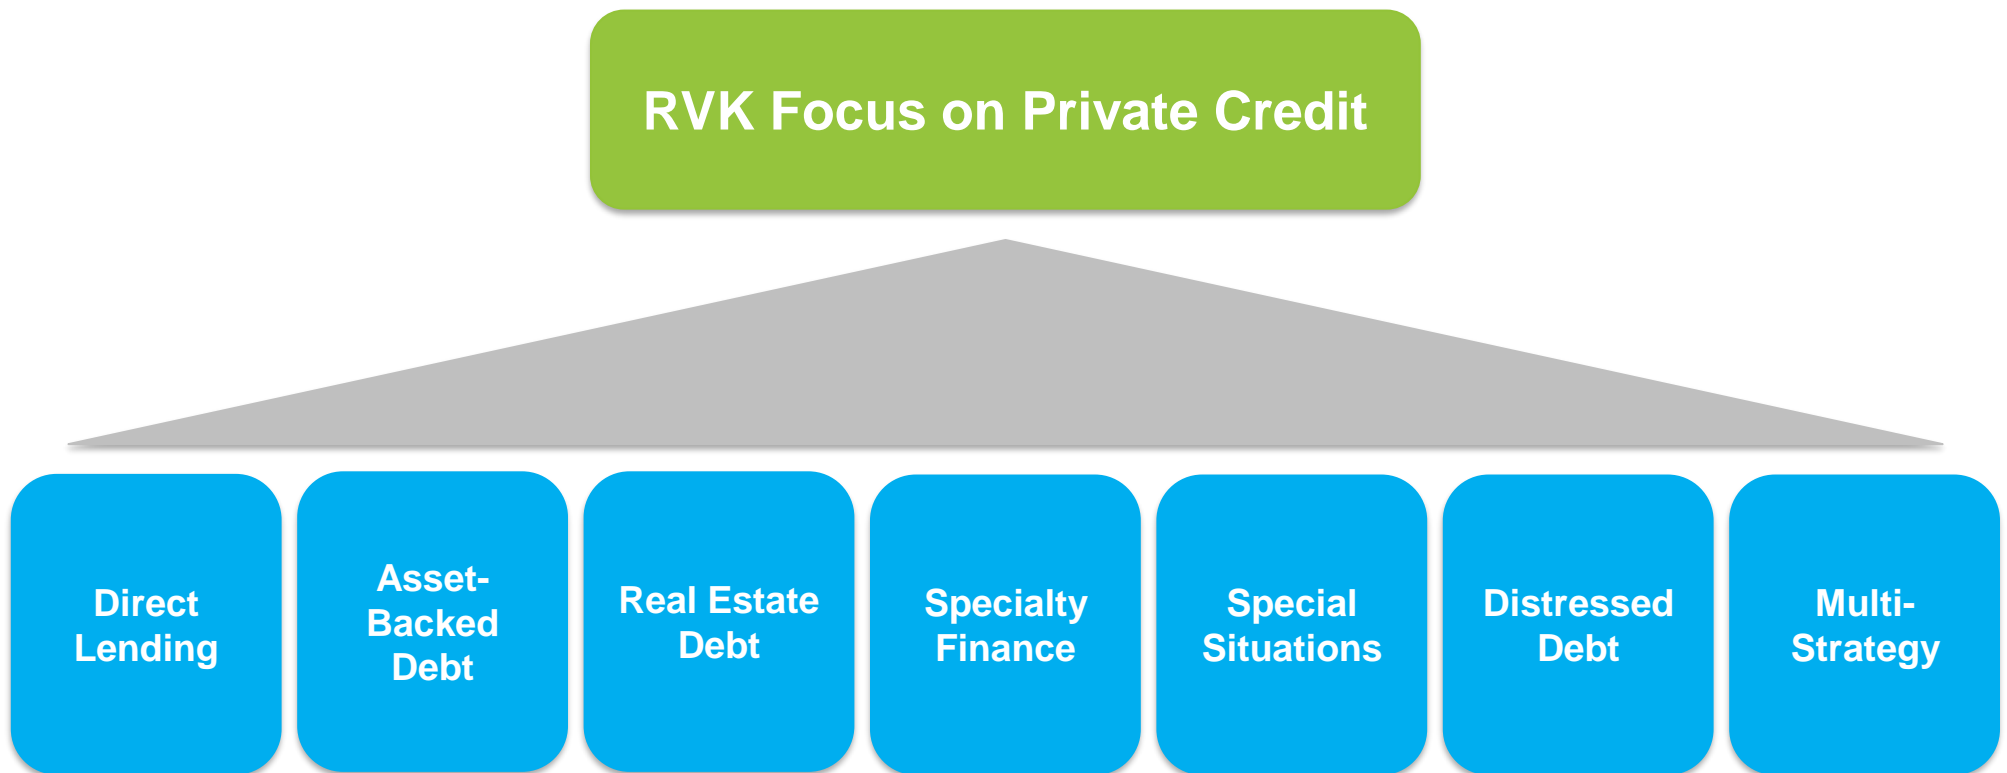 RVK Focus on Private Credit
Direct
Lending
Asset-
Backed
Debt
Real Estate
Debt
Specialty
Finance
Special
Situations
Distressed
Debt
Multi-
Strategy